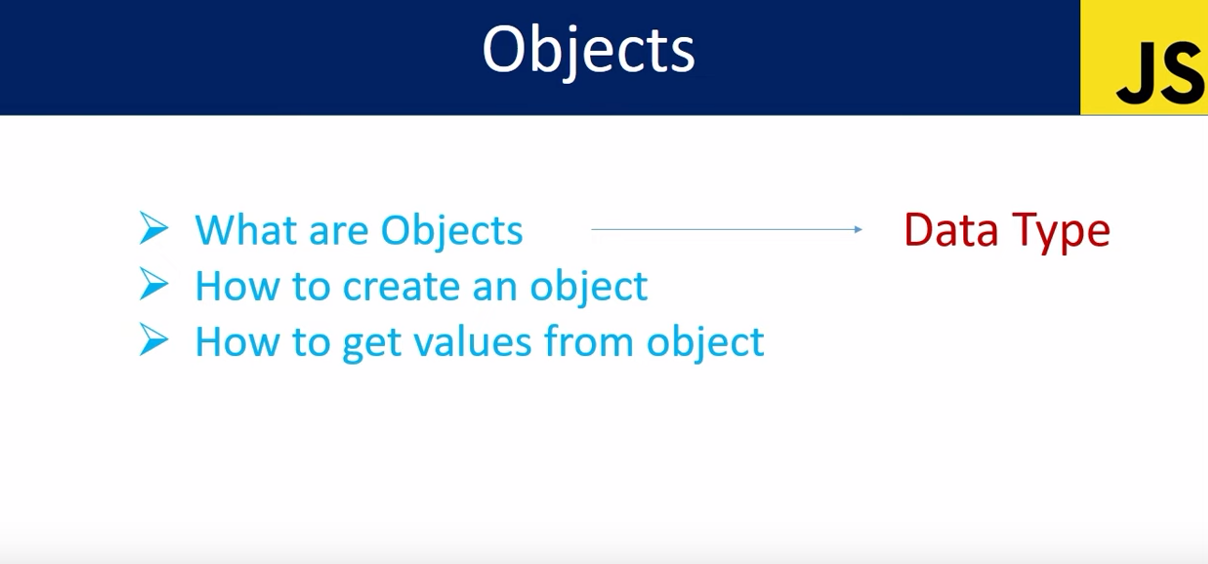 Objects
JS
What are Objects
Data Type
How to create an object
How to get values from object